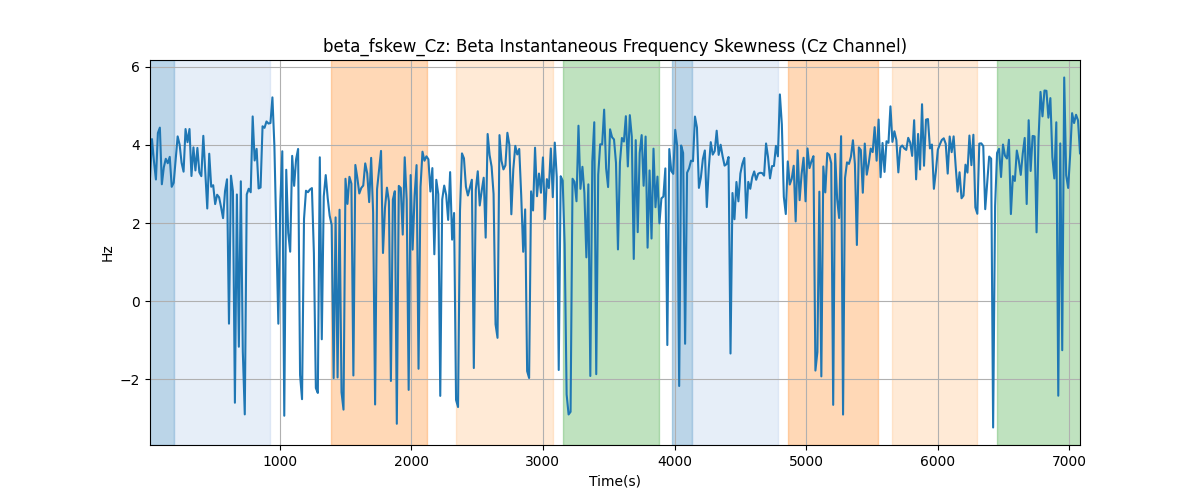 beta_fskew_Cz: Beta Instantaneous Frequency Skewness (Cz Channel)
6
4
2
0
−2
Hz
1000 2000 3000 4000 5000 6000 7000
Time(s)